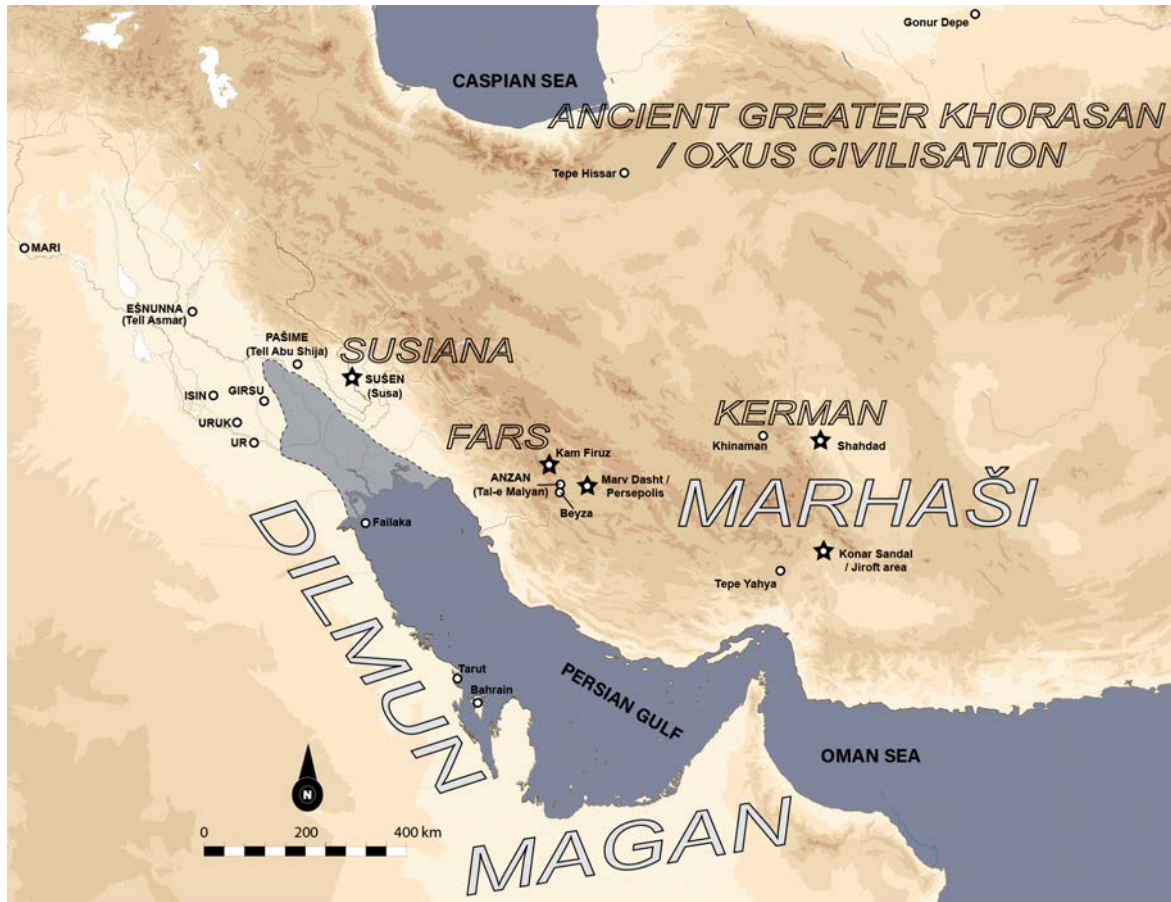 Gonur Depe
CASPIAN SEA
ANCIENT GREATER KHORASAN
/ OXUS CIVILISATION
Tepe Hissar
MARI
EŠNUNNA
(Tell Asmar)
PAŠIME
(Tell Abu Shija)
SUSIANA
SUŠEN
(Susa)
ISIN
GIRSU
URUK
UR
KERMAN
Khinaman
Shahdad
FARS
Kam Firuz
ANZAN
(Tal-e Malyan)
Marv Dasht /
Persepolis
Beyza
MARHAŠI
Failaka
Konar Sandal
/ Jiroft area
Tepe Yahya
DILMUN
Tarut
Bahrain
PERSIAN GULF
OMAN SEA
N
0 200 400 km
MAGAN